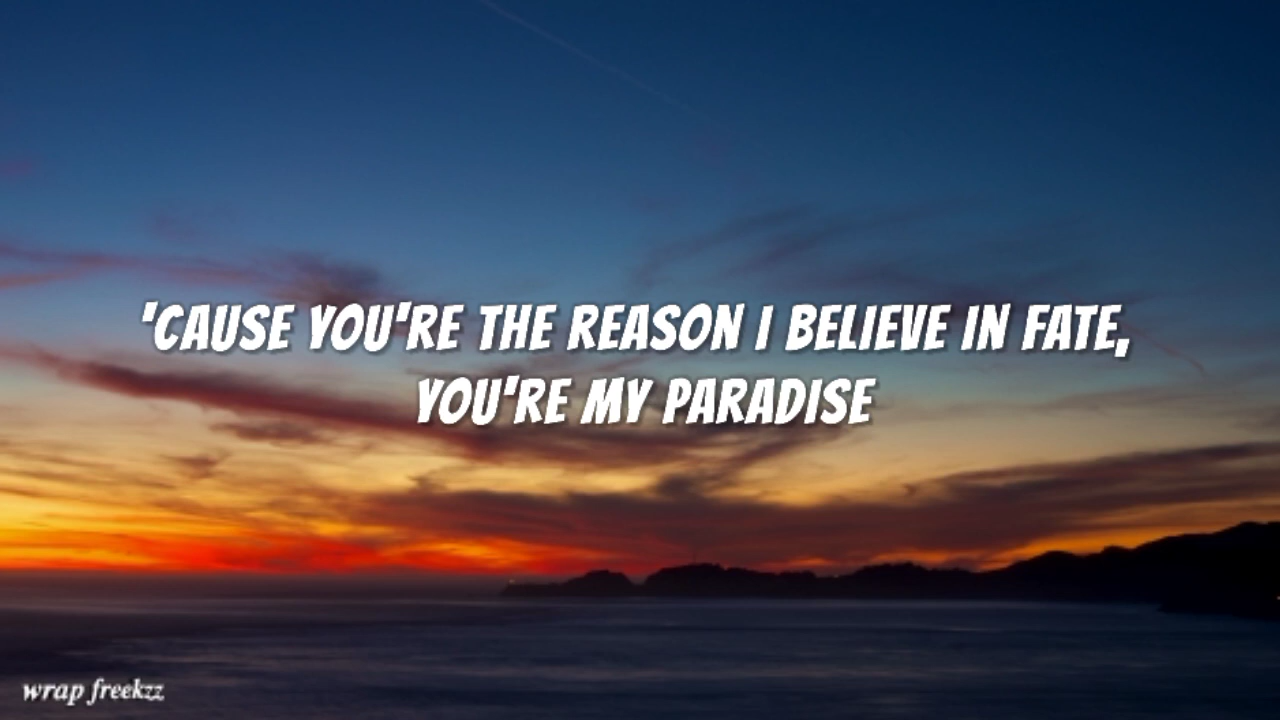 'CAUSE YOU'RE THE REASON I BELIEVE IN FATE,
YOU'RE MY PARADISE
wrap freekzz